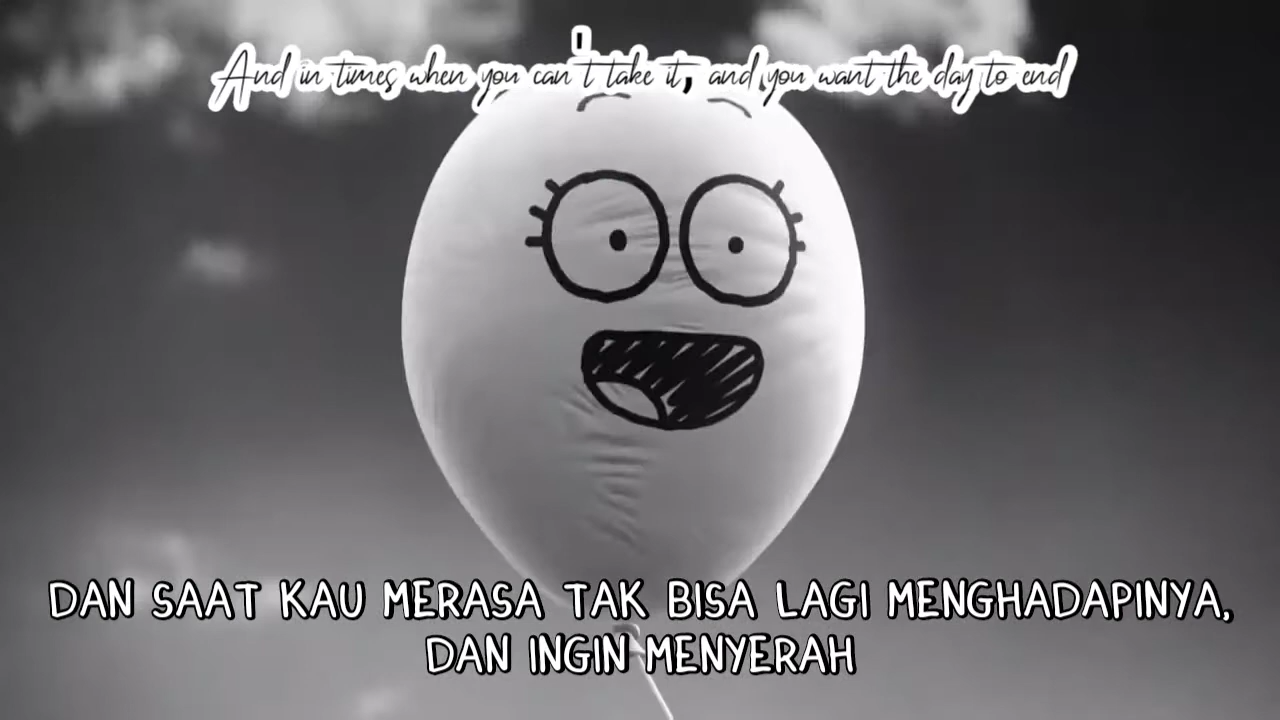 And in times when you can't take it, and you want the day to end
DAN SAAT KAU MERASA TAK BISA LAGI MENGHADAPINYA,
DAN INGIN MENYERAH